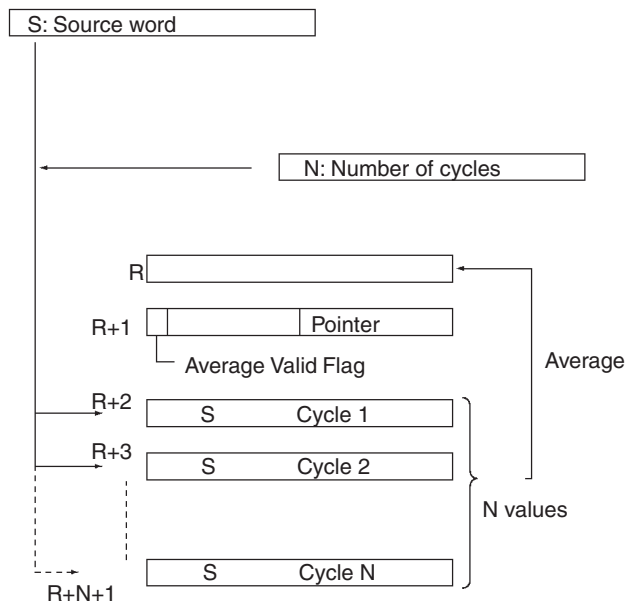 S: Source word
N: Number of cycles
R
R+1 Pointer
Average Valid Flag
Average
R+2 S Cycle 1
R+3 S Cycle 2
N values
S Cycle N
R+N+1